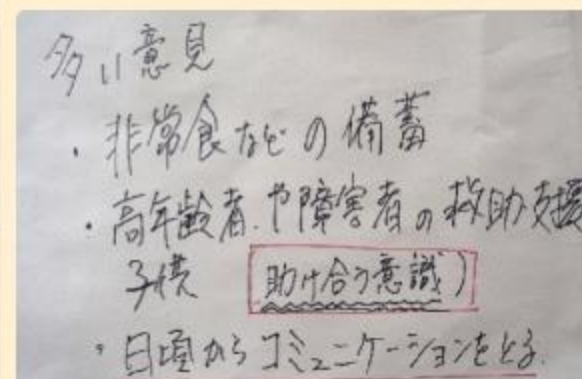 多い意見
・非常食などの備蓄
・高年齢者や障害者の救助支援
子供 助け合う意識)
・日頃からコミュニケーションをとる.